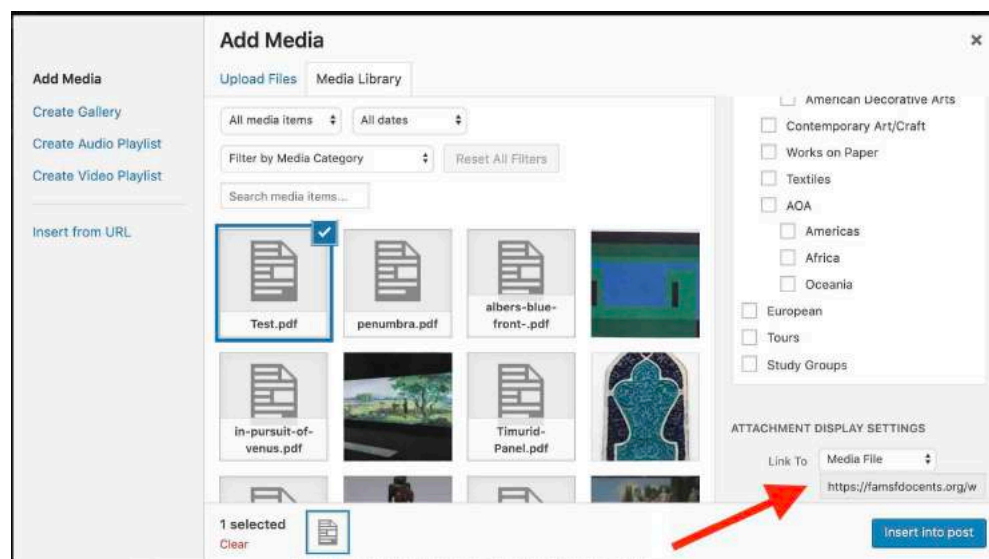 Add Media
×
Add Media
Create Gallery
Create Audio Playlist
Create Video Playlist
Insert from URL
Upload Files
Media Library
All media items
All dates
Filter by Media Category
Reset All Filters
Search media items...
Test.pdf
penumbra.pdf
albers-blue-
front-.pdf
in-pursuit-of-
venus.pdf
Timurid-
Panel.pdf
American Decorative Arts
Contemporary Art/Craft
Works on Paper
Textiles
AOA
Americas
Africa
Oceania
European
Tours
Study Groups
ATTACHMENT DISPLAY SETTINGS
Link To
Media File
https://famsfdocents.org/w
1 selected
Clear
Insert into post